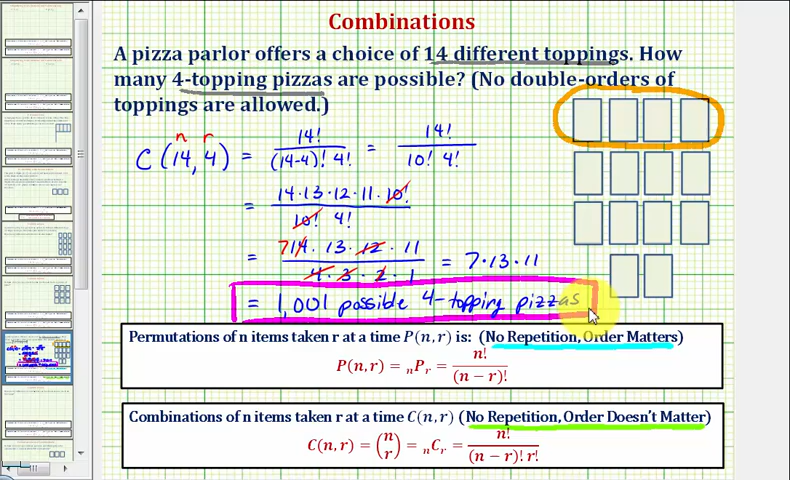 Combinations
A pizza parlor offers a choice of 14 different toppings. How
many 4-topping pizzas are possible? (No double-orders of
toppings are allowed.)
n r
C(14,4) = 14! / (14-4)! 4! = 14! / 10! 4!
= 14·13·12·11·10! / 10! 4!
= 7 14·13·12·11 / 4·3·2·1 = 7·13·11
= 1,001 possible 4-topping pizzas
Permutations of n items taken r at a time P(n,r) is: (No Repetition, Order Matters)
P(n,r) = nPr = n! / (n − r)!
Combinations of n items taken r at a time C(n,r) (No Repetition, Order Doesn't Matter)
C(n,r) = (n r) = nCr = n! / (n − r)! r!